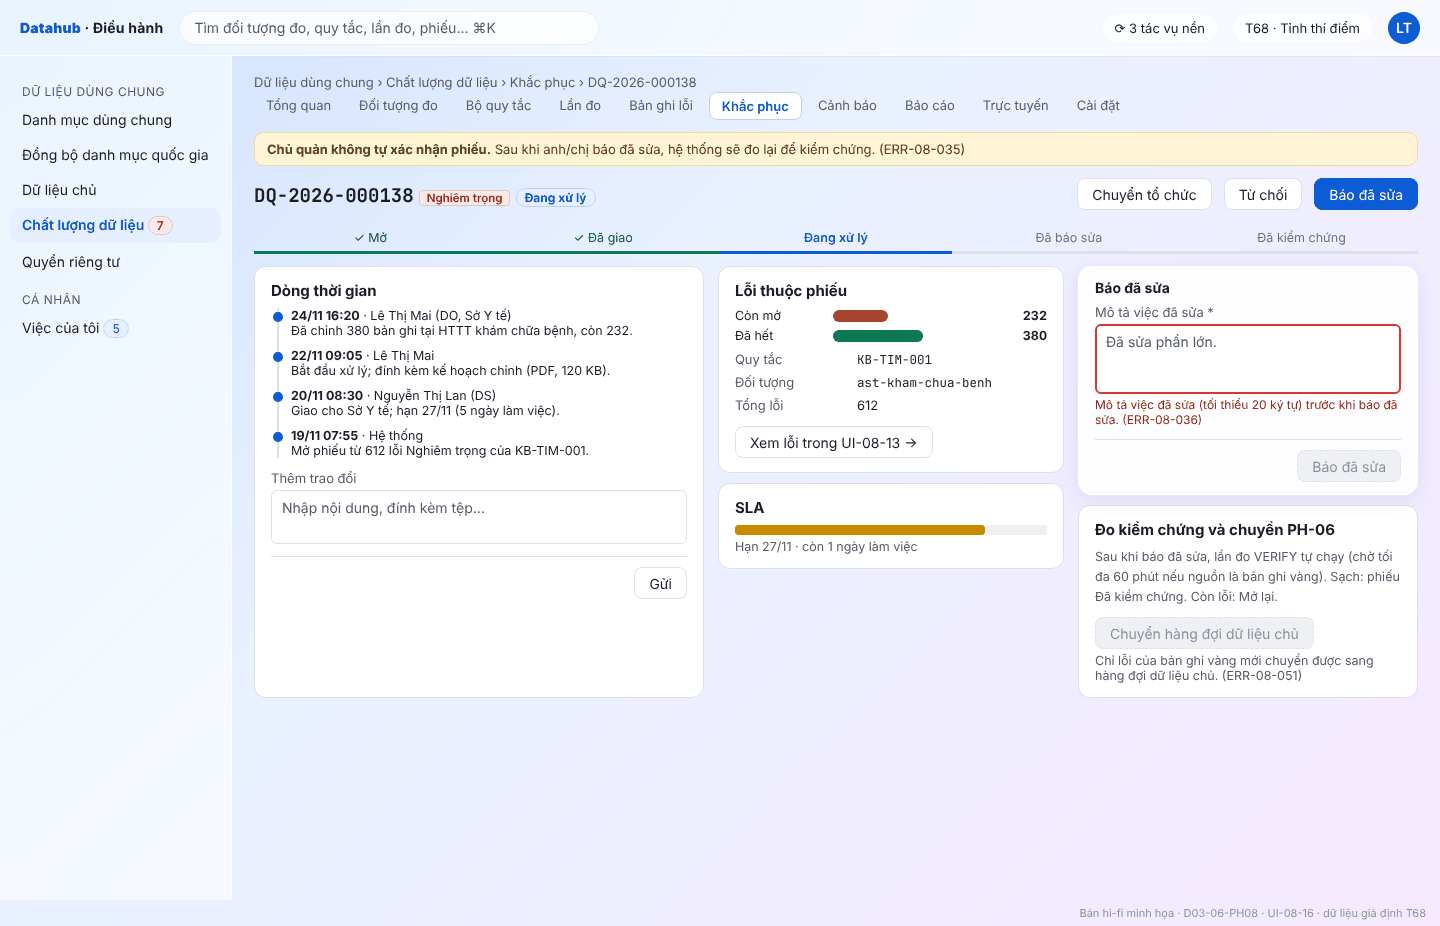 Datahub · Điều hành
Tìm đối tượng đo, quy tắc, lần đo, phiếu... ⌘K
⟳ 3 tác vụ nền
T68 · Tỉnh thí điểm
LT
DỮ LIỆU DÙNG CHUNG
Danh mục dùng chung
Đồng bộ danh mục quốc gia
Dữ liệu chủ
Chất lượng dữ liệu 7
Quyền riêng tư
CÁ NHÂN
Việc của tôi 5
Dữ liệu dùng chung › Chất lượng dữ liệu › Khắc phục › DQ-2026-000138
Tổng quan
Đối tượng đo
Bộ quy tắc
Lần đo
Bản ghi lỗi
Khắc phục
Cảnh báo
Báo cáo
Trực tuyến
Cài đặt
Chủ quản không tự xác nhận phiếu. Sau khi anh/chị báo đã sửa, hệ thống sẽ đo lại để kiểm chứng. (ERR-08-035)
DQ-2026-000138 Nghiêm trọng Đang xử lý
Chuyển tổ chức
Từ chối
Báo đã sửa
✓ Mở
✓ Đã giao
Đang xử lý
Đã báo sửa
Đã kiểm chứng
Dòng thời gian
24/11 16:20 · Lê Thị Mai (DO, Sở Y tế)
Đã chỉnh 380 bản ghi tại HTTT khám chữa bệnh, còn 232.
22/11 09:05 · Lê Thị Mai
Bắt đầu xử lý; đính kèm kế hoạch chỉnh (PDF, 120 KB).
20/11 08:30 · Nguyễn Thị Lan (DS)
Giao cho Sở Y tế; hạn 27/11 (5 ngày làm việc).
19/11 07:55 · Hệ thống
Mở phiếu từ 612 lỗi Nghiêm trọng của KB-TIM-001.
Thêm trao đổi
Nhập nội dung, đính kèm tệp...
Gửi
Lỗi thuộc phiếu
Còn mở 232
Đã hết 380
Quy tắc KB-TIM-001
Đối tượng ast-kham-chua-benh
Tổng lỗi 612
Xem lỗi trong UI-08-13 →
SLA
Hạn 27/11 · còn 1 ngày làm việc
Báo đã sửa
Mô tả việc đã sửa *
Đã sửa phần lớn.
Mô tả việc đã sửa (tối thiểu 20 ký tự) trước khi báo đã
sửa. (ERR-08-036)
Báo đã sửa
Đo kiểm chứng và chuyển PH-06
Sau khi báo đã sửa, lần đo VERIFY tự chạy (chờ tối
đa 60 phút nếu nguồn là bản ghi vàng). Sạch: phiếu
Đã kiểm chứng. Còn lỗi: Mở lại.
Chuyển hàng đợi dữ liệu chủ
Chỉ lỗi của bản ghi vàng mới chuyển được sang
hàng đợi dữ liệu chủ. (ERR-08-051)
Bản hi-fi minh họa · D03-06-PH08 · UI-08-16 · dữ liệu giả định T68